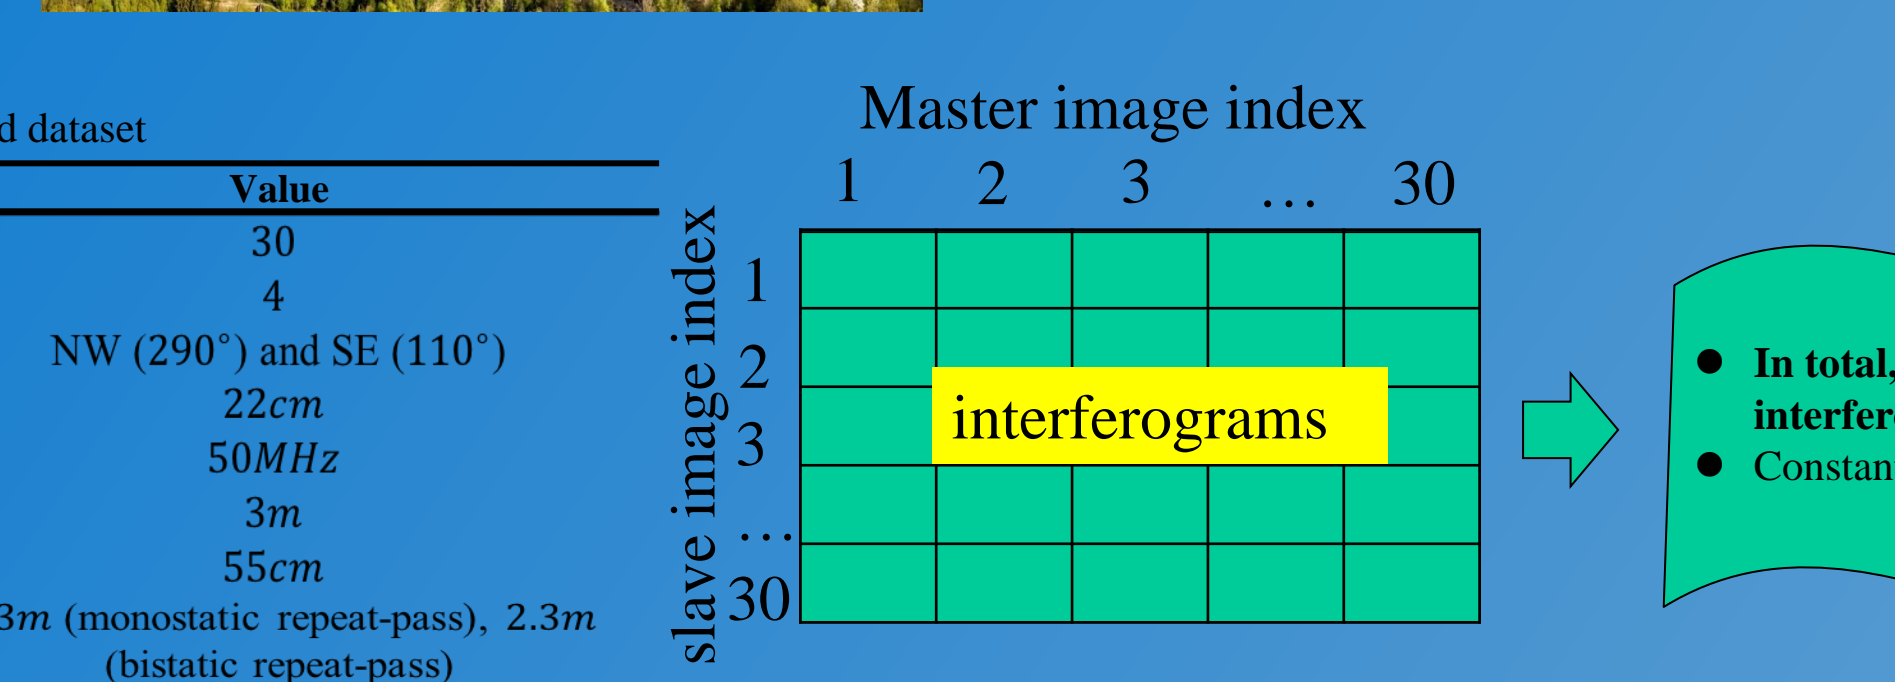 d dataset
Value
30
4
NW (290°) and SE (110°)
22cm
50MHz
3m
55cm
3m (monostatic repeat-pass), 2.3m
(bistatic repeat-pass)
Master image index
1 2 3 … 30
slave image index
1
2
3
…
30
interferograms
● In total,
interfer
● Constan